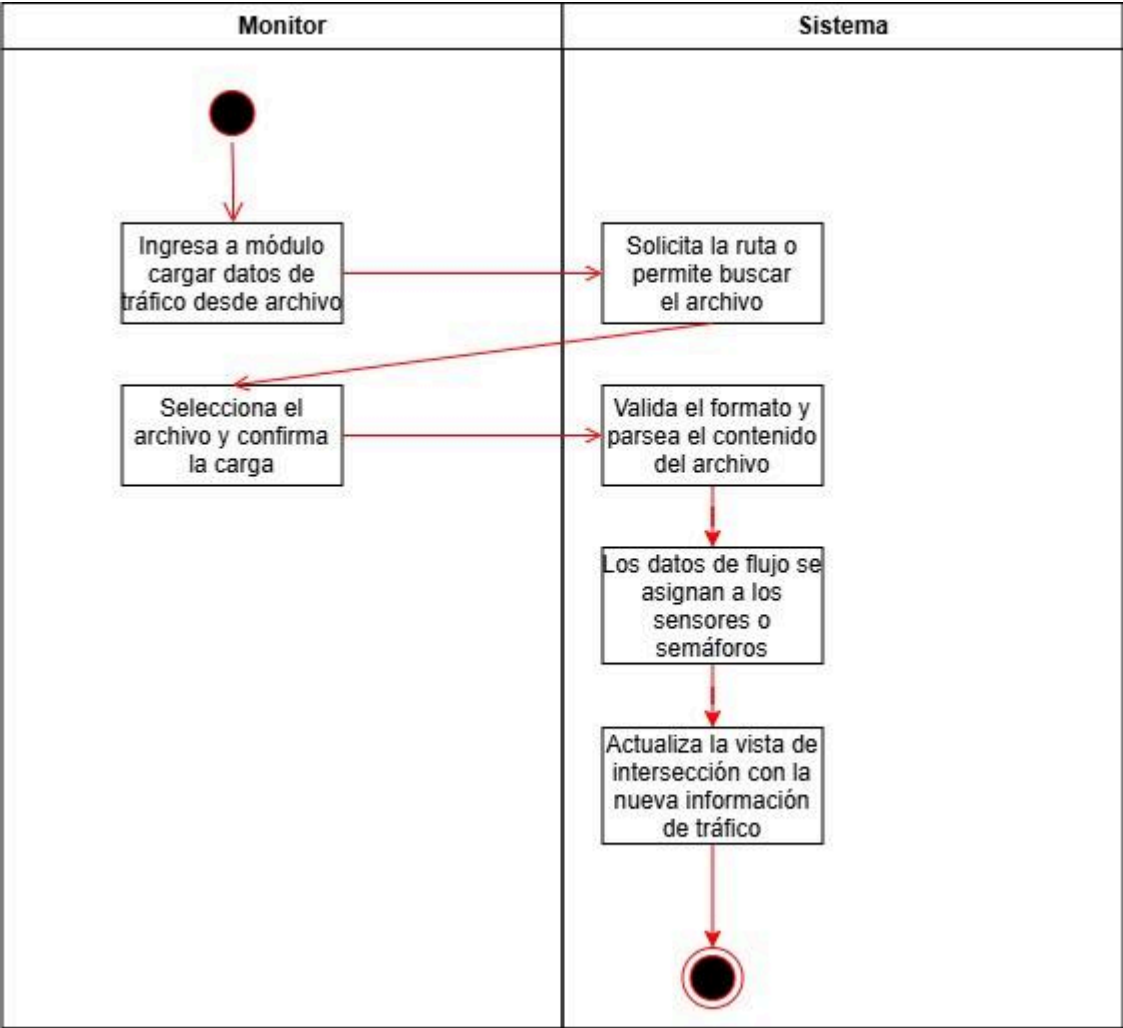 Monitor
Sistema
Ingresa a módulo
cargar datos de
tráfico desde archivo
Solicita la ruta o
permite buscar
el archivo
Selecciona el
archivo y confirma
la carga
Valida el formato y
parsea el contenido
del archivo
Los datos de flujo se
asignan a los
sensores o
semáforos
Actualiza la vista de
intersección con la
nueva información
de tráfico